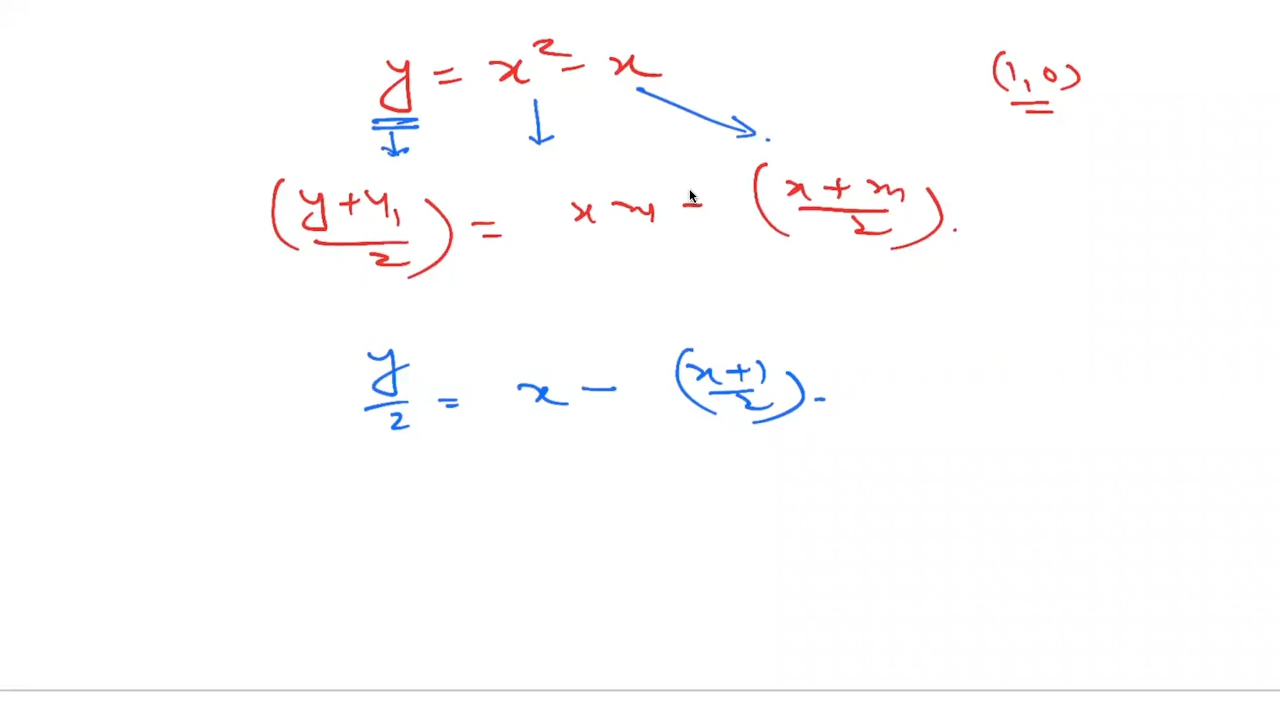 y = x² - x (1, 0)
(y + y₁ / 2) = x x₁ - (x + x₁ / 2).
y/2 = x - (x + 1 / 2).